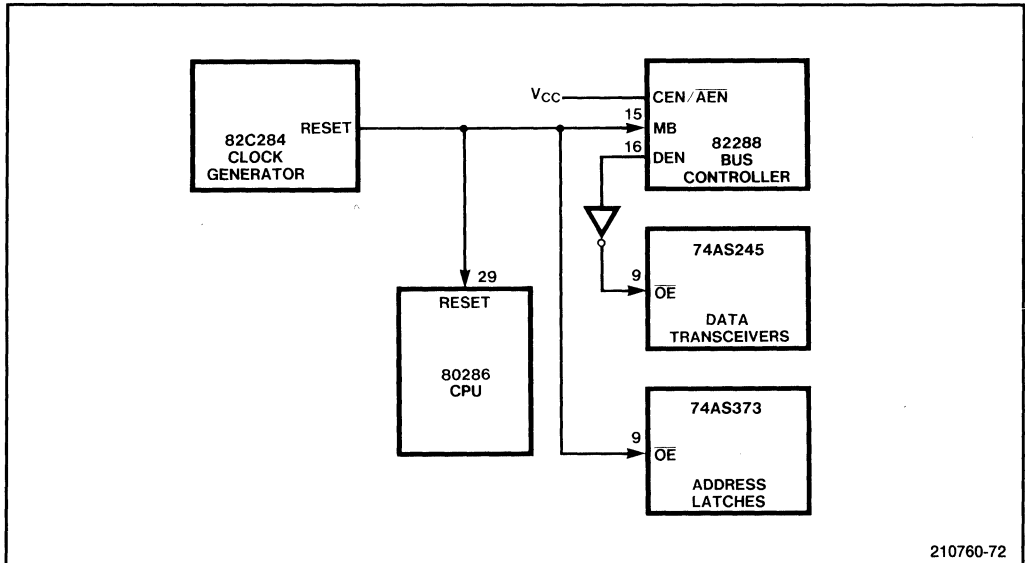 82C284
CLOCK
GENERATOR
RESET
VCC
CEN/AEN
15
MB
16
DEN
82288
BUS
CONTROLLER
74AS245
9
OE
DATA
TRANSCEIVERS
29
RESET
80286
CPU
74AS373
9
OE
ADDRESS
LATCHES
210760-72